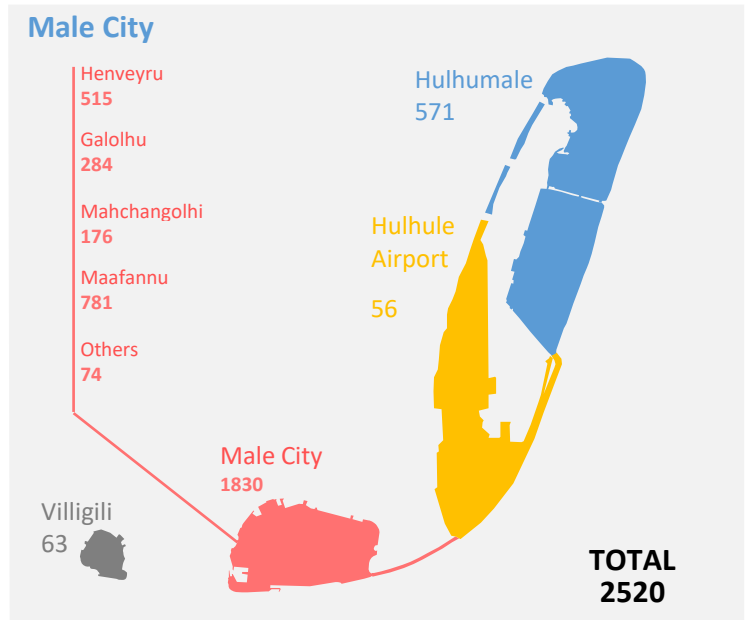 Male City
Henveyru
515
Galolhu
284
Mahchangolhi
176
Maafannu
781
Others
74
Hulhumale
571
Hulhule
Airport
56
Male City
1830
Villigili
63
TOTAL
2520